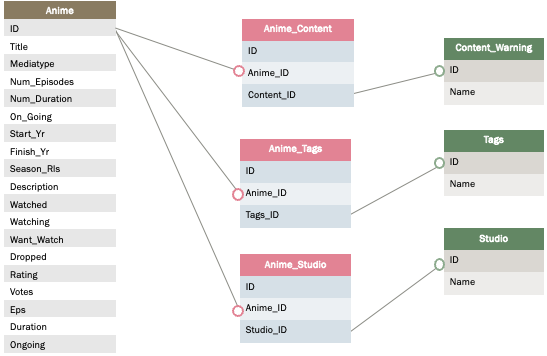 Anime
ID
Title
Mediatype
Num_Episodes
Num_Duration
On_Going
Start_Yr
Finish_Yr
Season_Rls
Description
Watched
Watching
Want_Watch
Dropped
Rating
Votes
Eps
Duration
Ongoing
Anime_Content
ID
Anime_ID
Content_ID
Anime_Tags
ID
Anime_ID
Tags_ID
Anime_Studio
ID
Anime_ID
Studio_ID
Content_Warning
ID
Name
Tags
ID
Name
Studio
ID
Name